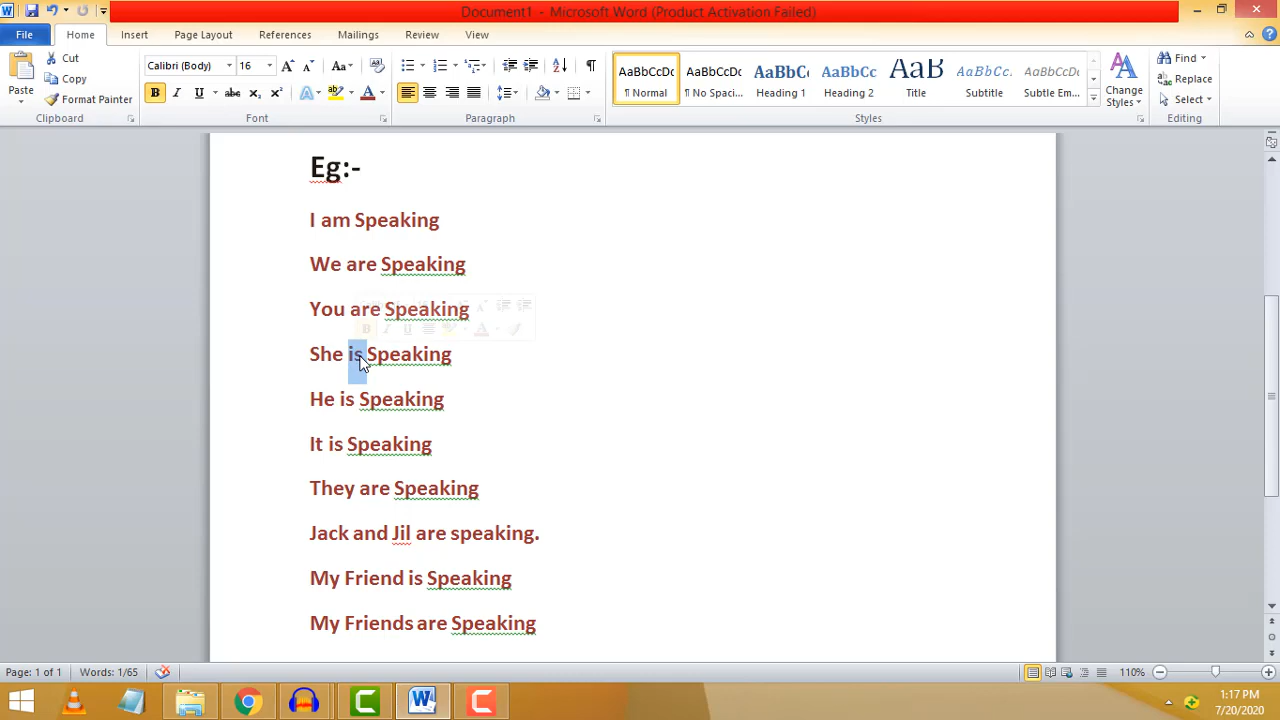 Document1 - Microsoft Word (Product Activation Failed)
File Home Insert Page Layout References Mailings Review View
Paste
Cut
Copy
Format Painter
Clipboard
Calibri (Body) 16
Font
Paragraph
AaBbCcDc ¶ Normal
AaBbCcDc ¶ No Spaci...
AaBbCc Heading 1
AaBbCc Heading 2
AaB Title
AaBbCc. Subtitle
AaBbCcDc Subtle Em...
Change Styles
Styles
Find
Replace
Select
Editing
Eg:-
I am Speaking
We are Speaking
You are Speaking
She is Speaking
He is Speaking
It is Speaking
They are Speaking
Jack and Jil are speaking.
My Friend is Speaking
My Friends are Speaking
Page: 1 of 1 Words: 1/65 110%
1:17 PM
7/20/2020